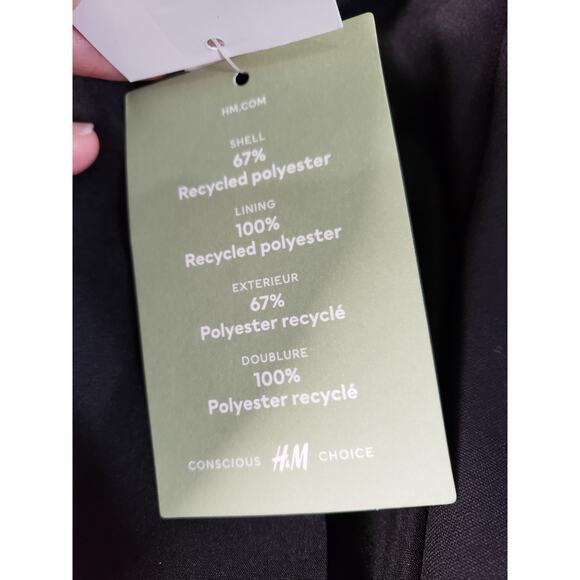 HM.COM
SHELL
67%
Recycled polyester
LINING
100%
Recycled polyester
EXTERIEUR
67%
Polyester recyclé
DOUBLURE
100%
Polyester recyclé
CONSCIOUS H&M CHOICE